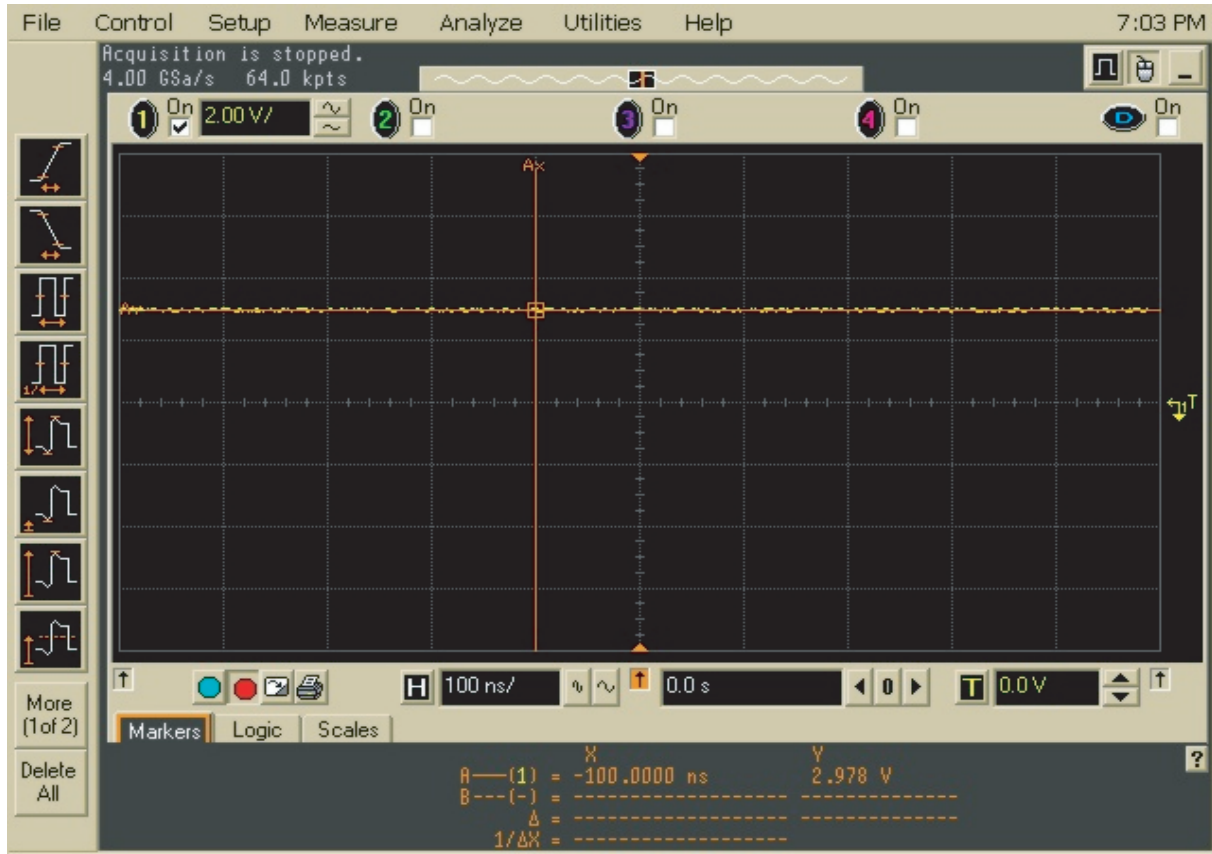 File Control Setup Measure Analyze Utilities Help 7:03 PM
Acquisition is stopped.
4.00 GSa/s 64.0 kpts
1 On 2.00 V/ 2 On 3 On 4 On D On
Ax
Ay
T
H 100 ns/ 0.0 s 0 T 0.0 V
More
(1of 2)
Markers Logic Scales
Delete
All
X Y
A———(1) = -100.0000 ns 2.978 V
B---(-) = -------------------- --------------
Δ = -------------------- --------------
1/ΔX = --------------------
?